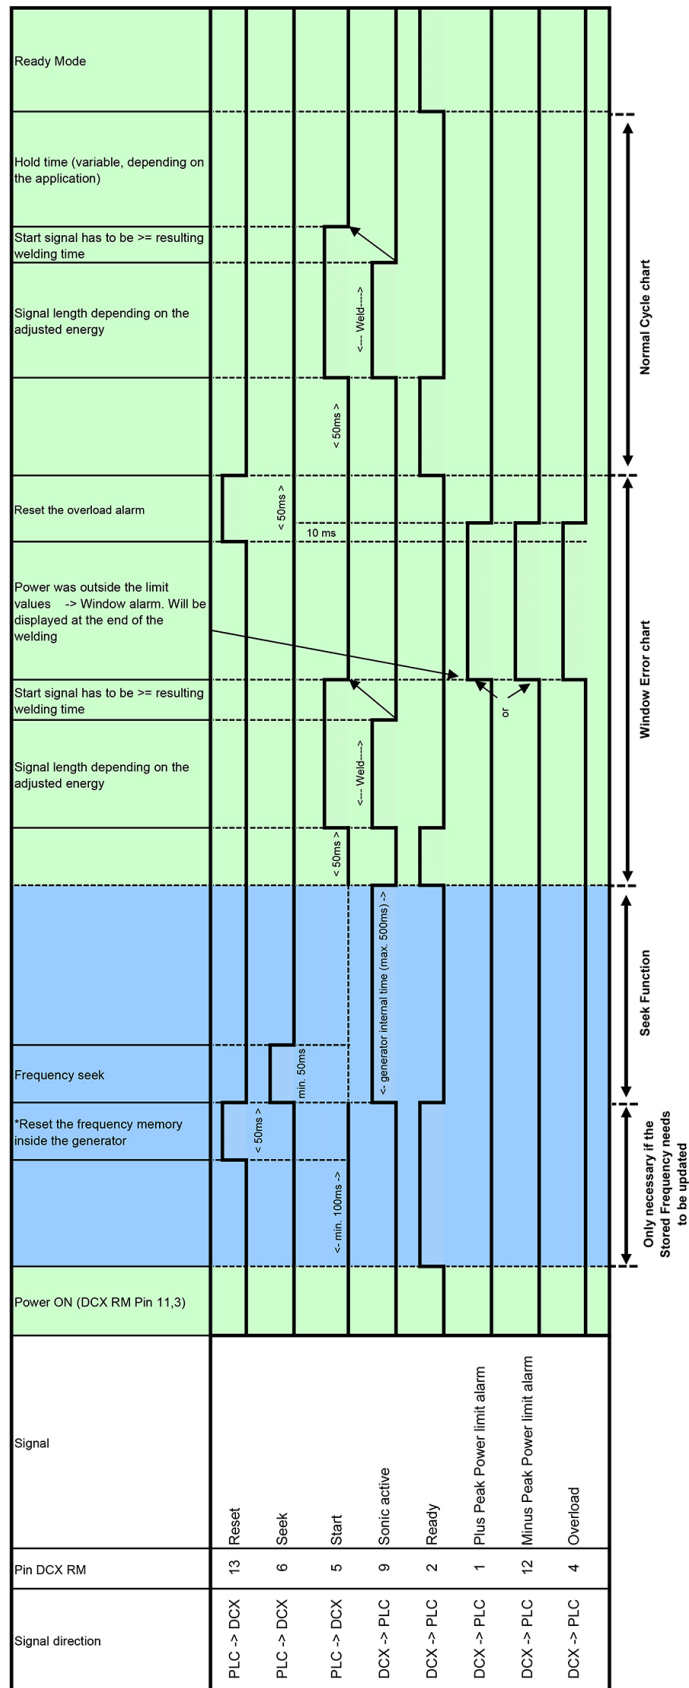 Ready Mode
Hold time (variable, depending on
the application)
Start signal has to be >= resulting
welding time
Signal length depending on the
adjusted energy
<--- Weld---->
< 50ms >
Normal Cycle chart
Reset the overload alarm
< 50ms >
10 ms
Power was outside the limit
values -> Window alarm. Will be
displayed at the end of the
welding
Start signal has to be >= resulting
welding time
or
Signal length depending on the
adjusted energy
<--- Weld---->
< 50ms >
Window Error chart
<- generator internal time (max. 500ms) ->
Seek Function
Frequency seek
min. 50ms
*Reset the frequency memory
inside the generator
< 50ms >
<- min. 100ms ->
Only necessary if the
Stored Frequency needs
to be updated
Power ON (DCX RM Pin 11,3)
Signal
Reset
Seek
Start
Sonic active
Ready
Plus Peak Power limit alarm
Minus Peak Power limit alarm
Overload
Pin DCX RM
13
6
5
9
2
1
12
4
Signal direction
PLC -> DCX
PLC -> DCX
PLC -> DCX
DCX -> PLC
DCX -> PLC
DCX -> PLC
DCX -> PLC
DCX -> PLC